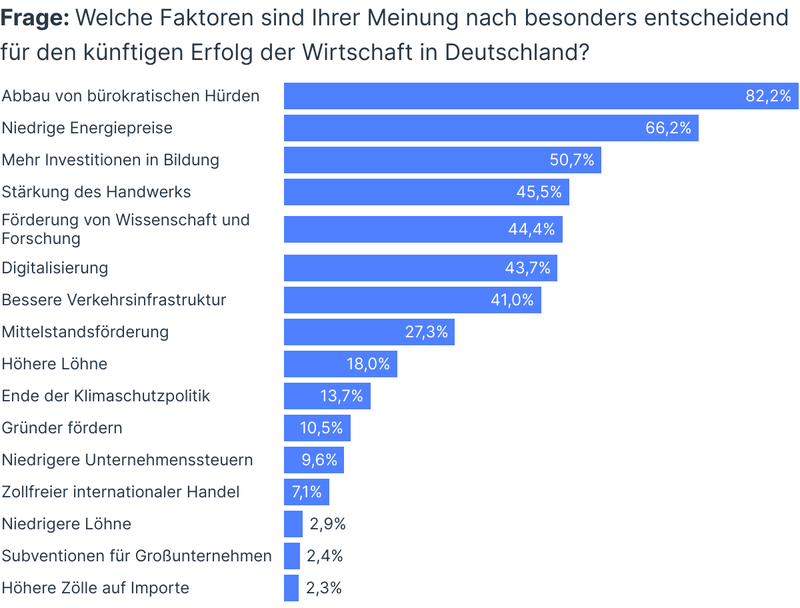 Frage: Welche Faktoren sind Ihrer Meinung nach besonders entscheidend
für den künftigen Erfolg der Wirtschaft in Deutschland?
Abbau von bürokratischen Hürden 82,2%
Niedrige Energiepreise 66,2%
Mehr Investitionen in Bildung 50,7%
Stärkung des Handwerks 45,5%
Förderung von Wissenschaft und
Forschung 44,4%
Digitalisierung 43,7%
Bessere Verkehrsinfrastruktur 41,0%
Mittelstandsförderung 27,3%
Höhere Löhne 18,0%
Ende der Klimaschutzpolitik 13,7%
Gründer fördern 10,5%
Niedrigere Unternehmenssteuern 9,6%
Zollfreier internationaler Handel 7,1%
Niedrigere Löhne 2,9%
Subventionen für Großunternehmen 2,4%
Höhere Zölle auf Importe 2,3%